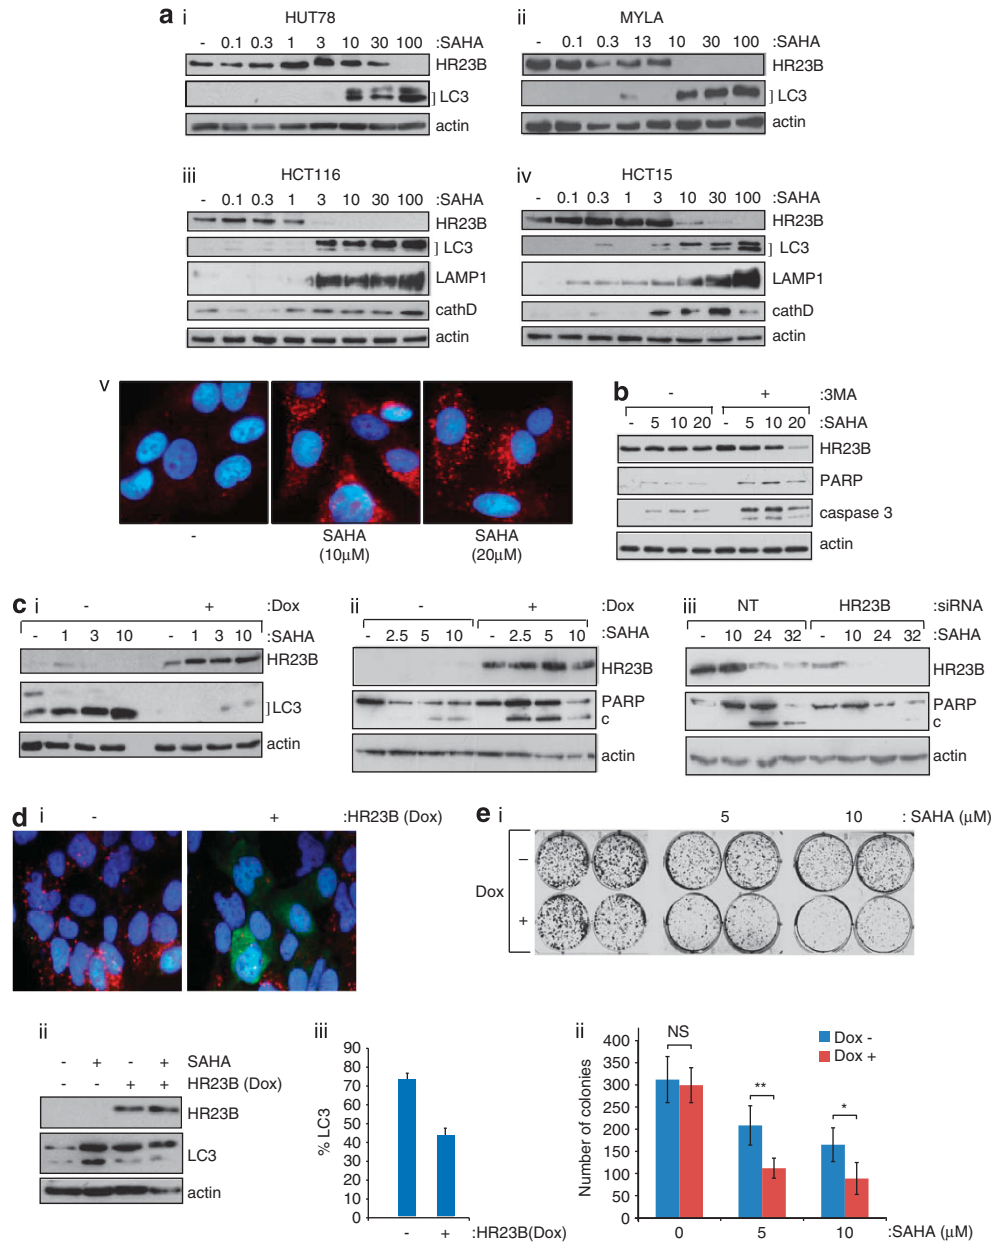 a i HUT78
- 0.1 0.3 1 3 10 30 100 :SAHA
HR23B
] LC3
actin
ii MYLA
- 0.1 0.3 13 10 30 100 :SAHA
HR23B
] LC3
actin
iii HCT116
- 0.1 0.3 1 3 10 30 100 :SAHA
HR23B
] LC3
LAMP1
cathD
actin
iv HCT15
- 0.1 0.3 1 3 10 30 100 :SAHA
HR23B
] LC3
LAMP1
cathD
actin
v
-
SAHA
(10μM)
SAHA
(20μM)
b
- + :3MA
- 5 10 20 - 5 10 20 :SAHA
HR23B
PARP
caspase 3
actin
c i
- + :Dox
- 1 3 10 - 1 3 10 :SAHA
HR23B
]LC3
actin
ii
- + :Dox
- 2.5 5 10 - 2.5 5 10 :SAHA
HR23B
PARP
c
actin
iii NT HR23B :siRNA
- 10 24 32 - 10 24 32 :SAHA
HR23B
PARP
c
actin
d i - + :HR23B (Dox)
ii
- + - + SAHA
- - + + HR23B (Dox)
HR23B
LC3
actin
iii
90
80
70
60
50
40
30
20
10
0
% LC3
- + :HR23B(Dox)
e i 5 10 : SAHA (μM)
Dox
–
+
ii
Dox -
Dox +
NS
**
*
400
350
300
250
200
150
100
50
0
Number of colonies
0 5 10 :SAHA (μM)